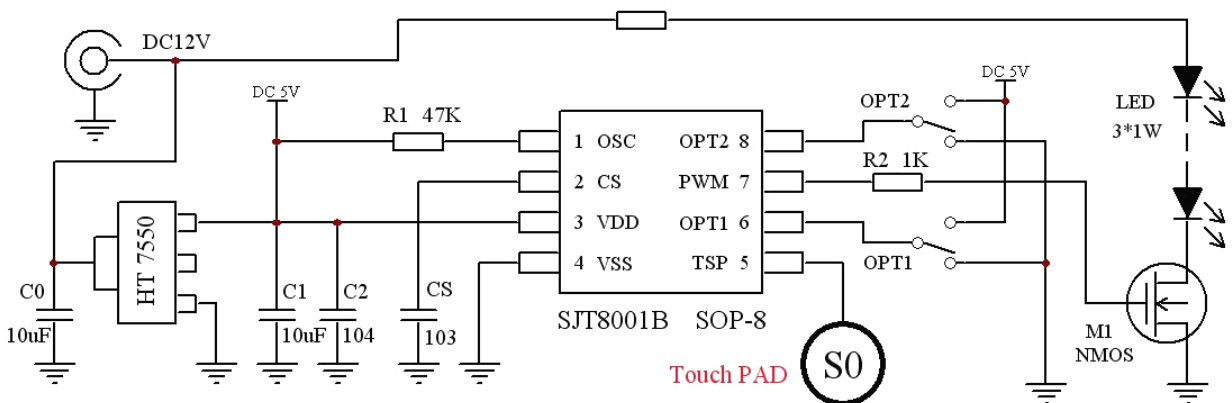 DC12V
DC 5V
R1 47K
HT 7550
C0
10uF
C1
10uF
C2
104
CS
103
1 OSC
2 CS
3 VDD
4 VSS
OPT2 8
PWM 7
OPT1 6
TSP 5
SJT8001B SOP-8
Touch PAD
S0
OPT2
R2 1K
OPT1
DC 5V
LED
3*1W
M1
NMOS